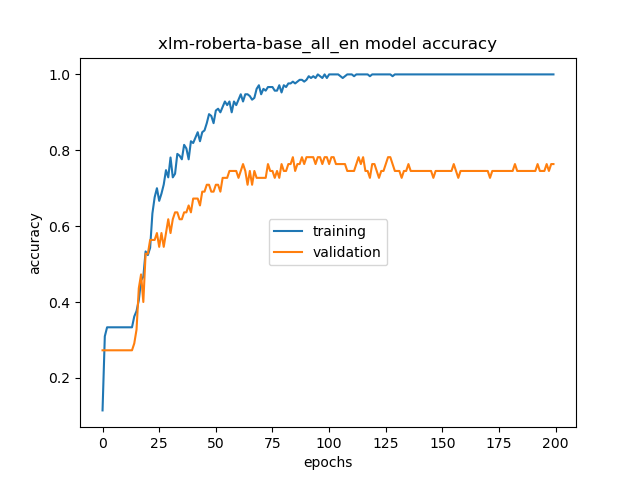 xlm-roberta-base_all_en model accuracy
accuracy
1.0
0.8
0.6
0.4
0.2
training
validation
0 25 50 75 100 125 150 175 200
epochs